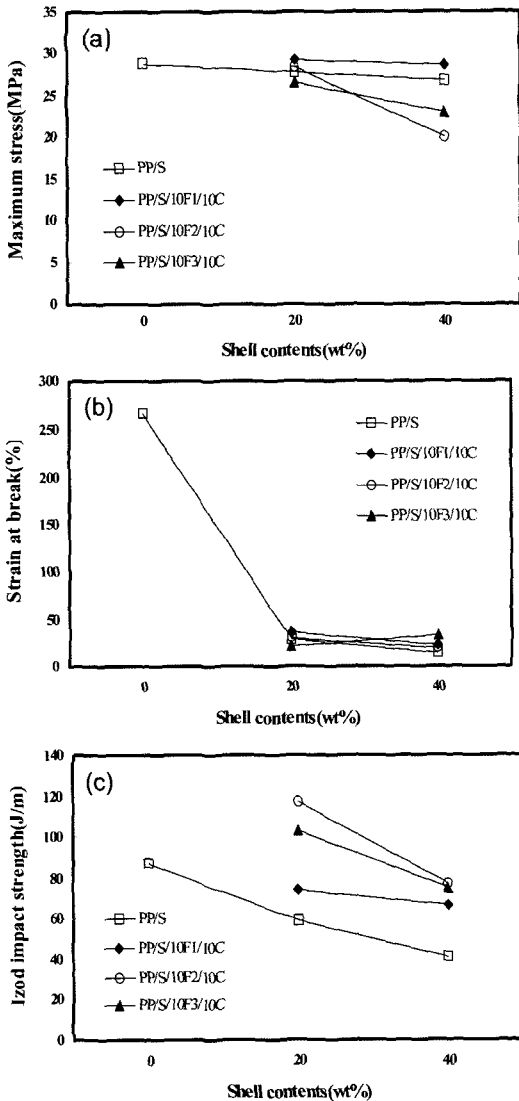 (a)
Maximum stress(MPa)
35
30
25
20
15
10
5
0
PP/S
PP/S/10F1/10C
PP/S/10F2/10C
PP/S/10F3/10C
0 20 40
Shell contents(wt%)
(b)
Strain at break(%)
300
250
200
150
100
50
0
PP/S
PP/S/10F1/10C
PP/S/10F2/10C
PP/S/10F3/10C
0 20 40
Shell contents(wt%)
(c)
Izod impact strength(J/m)
140
120
100
80
60
40
20
0
PP/S
PP/S/10F1/10C
PP/S/10F2/10C
PP/S/10F3/10C
0 20 40
Shell contents(wt%)